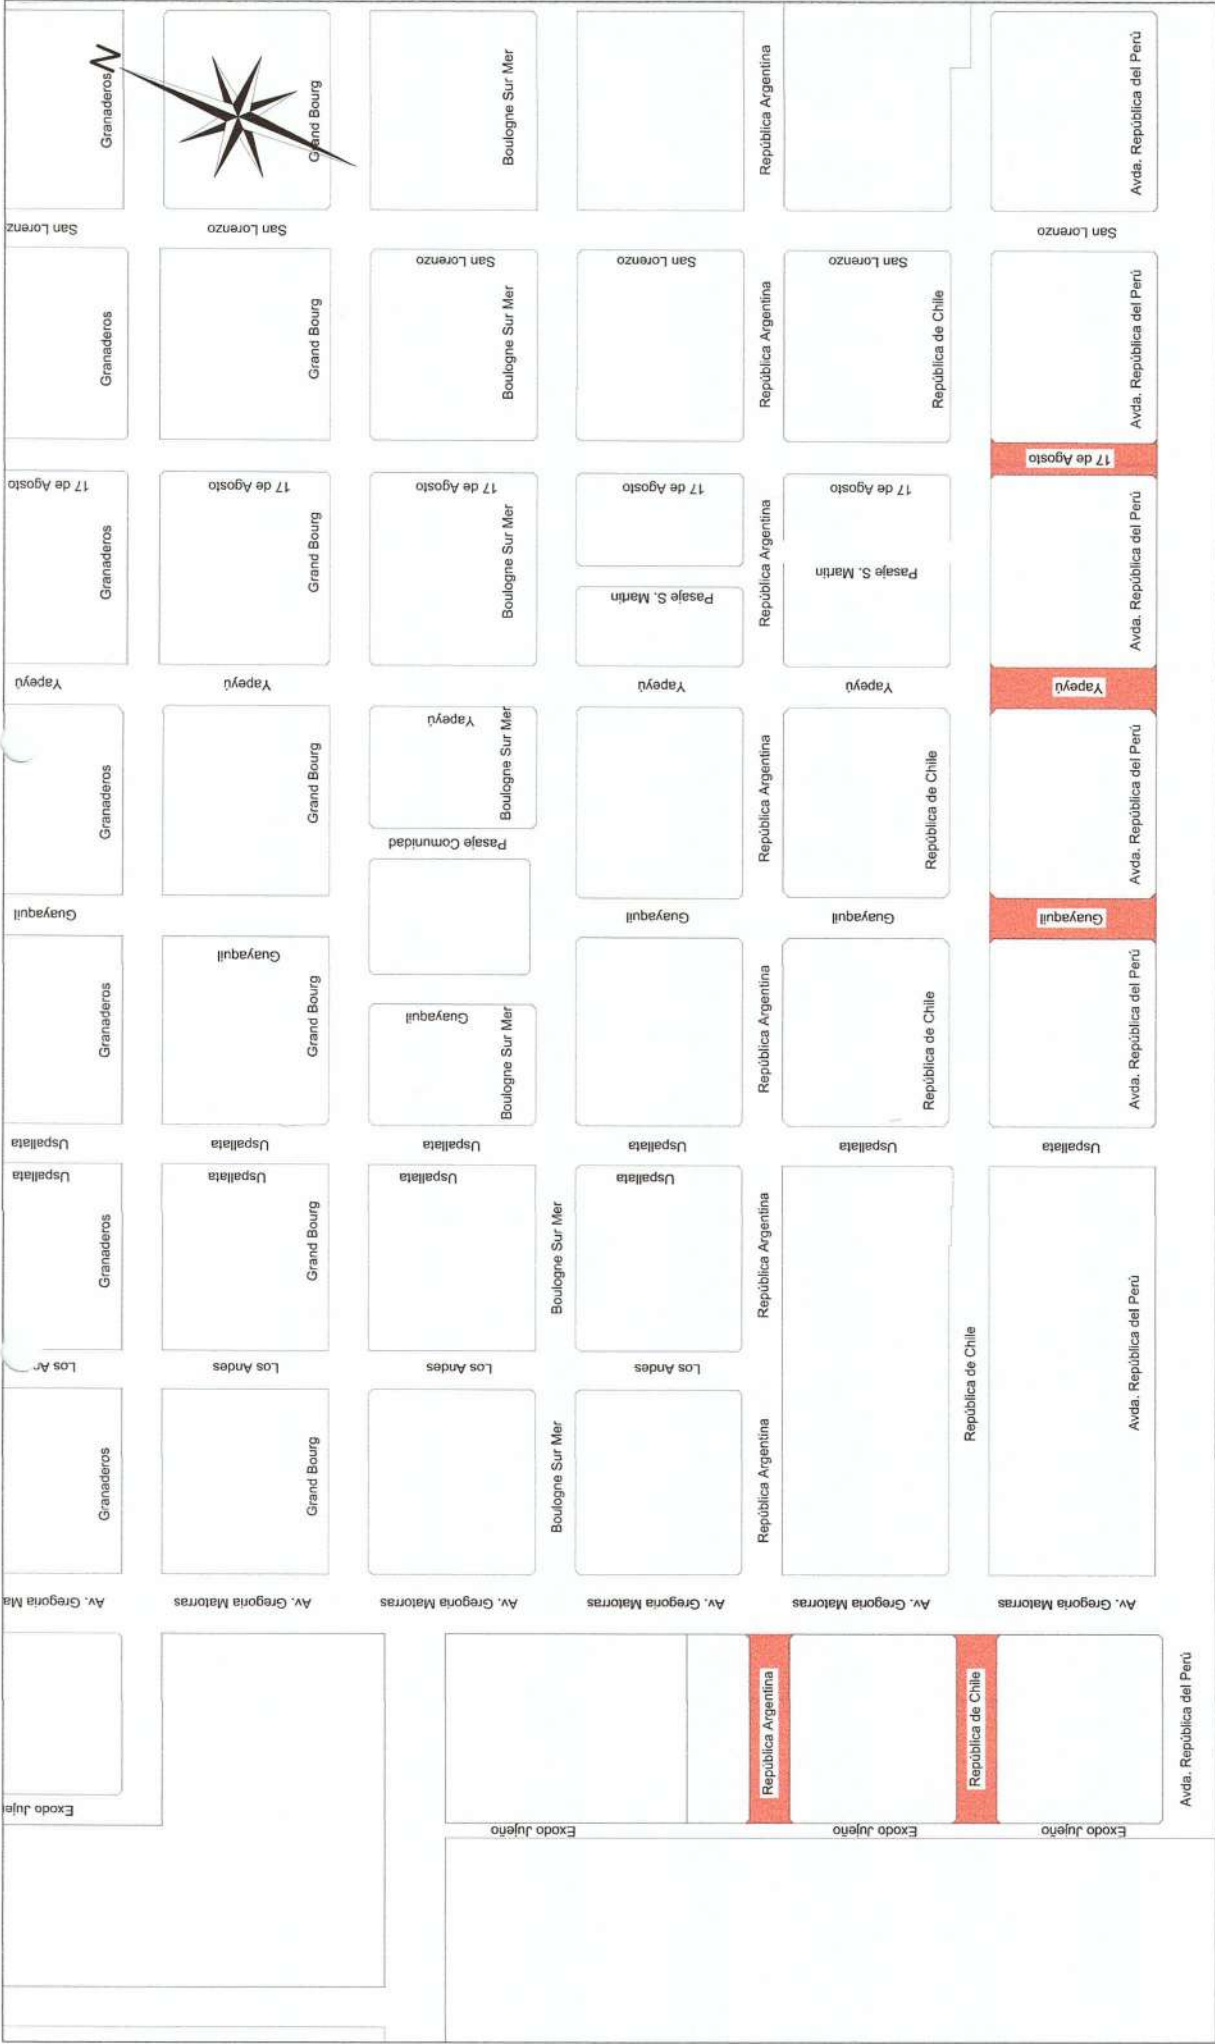 N
Granaderos
Grand Bourg
Boulogne Sur Mer
República Argentina
Avda. República del Perú
San Lorenz
San Lorenzo
San Lorenzo
San Lorenzo
San Lorenzo
San Lorenzo
Granaderos
Grand Bourg
Boulogne Sur Mer
República Argentina
República de Chile
Avda. República del Perú
17 de Agosto
17 de Agosto
17 de Agosto
17 de Agosto
17 de Agosto
17 de Agosto
Granaderos
Grand Bourg
Boulogne Sur Mer
Pasaje S. Martin
República Argentina
Pasaje S. Martin
Avda. República del Perú
Yapeyú
Yapeyú
Yapeyú
Yapeyú
Yapeyú
Yapeyú
Granaderos
Grand Bourg
Boulogne Sur Mer
República Argentina
República de Chile
Avda. República del Perú
Pasaje Comunidad
Guayaquil
Guayaquil
Guayaquil
Guayaquil
Guayaquil
Guayaquil
Granaderos
Grand Bourg
Boulogne Sur Mer
República Argentina
República de Chile
Avda. República del Perú
Uspallata
Uspallata
Uspallata
Uspallata
Uspallata
Uspallata
Uspallata
Uspallata
Uspallata
Uspallata
Granaderos
Grand Bourg
Boulogne Sur Mer
República Argentina
República de Chile
Avda. República del Perú
Los An
Los Andes
Los Andes
Los Andes
Granaderos
Grand Bourg
Boulogne Sur Mer
República Argentina
Av. Gregoria Ma
Av. Gregoria Matorras
Av. Gregoria Matorras
Av. Gregoria Matorras
Av. Gregoria Matorras
Av. Gregoria Matorras
República Argentina
República de Chile
Avda. República del Perú
Exodo Jujeñ
Exodo Jujeño
Exodo Jujeño
Exodo Jujeño